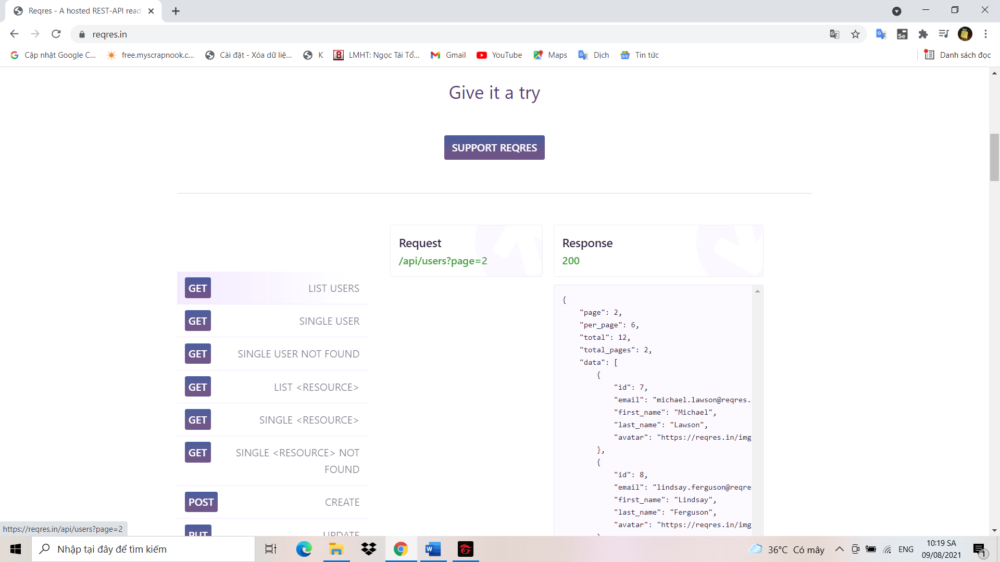 Reqres - A hosted REST-API read
reqres.in
Cập nhật Google C...
free.myscrapnook.c...
Cài đặt - Xóa dữ liệ...
K
LMHT: Ngọc Tái Tổ...
Gmail
YouTube
Maps
Dịch
Tin tức
Danh sách đọc
Give it a try
SUPPORT REQRES
Request
/api/users?page=2
Response
200
GET LIST USERS
GET SINGLE USER
GET SINGLE USER NOT FOUND
GET LIST <RESOURCE>
GET SINGLE <RESOURCE>
GET SINGLE <RESOURCE> NOT
FOUND
POST CREATE
PUT UPDATE
{
"page": 2,
"per_page": 6,
"total": 12,
"total_pages": 2,
"data": [
{
"id": 7,
"email": "michael.lawson@reqres.
"first_name": "Michael",
"last_name": "Lawson",
"avatar": "https://reqres.in/img/
},
{
"id": 8,
"email": "lindsay.ferguson@reqre
"first_name": "Lindsay",
"last_name": "Ferguson",
"avatar": "https://reqres.in/img/
https://reqres.in/api/users?page=2
Nhập tại đây để tìm kiếm
36°C Có mây
ENG
10:19 SA
09/08/2021
1